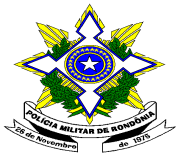 POLÍCIA MILITAR DE RONDÔNIA
26 de Novembro de 1975